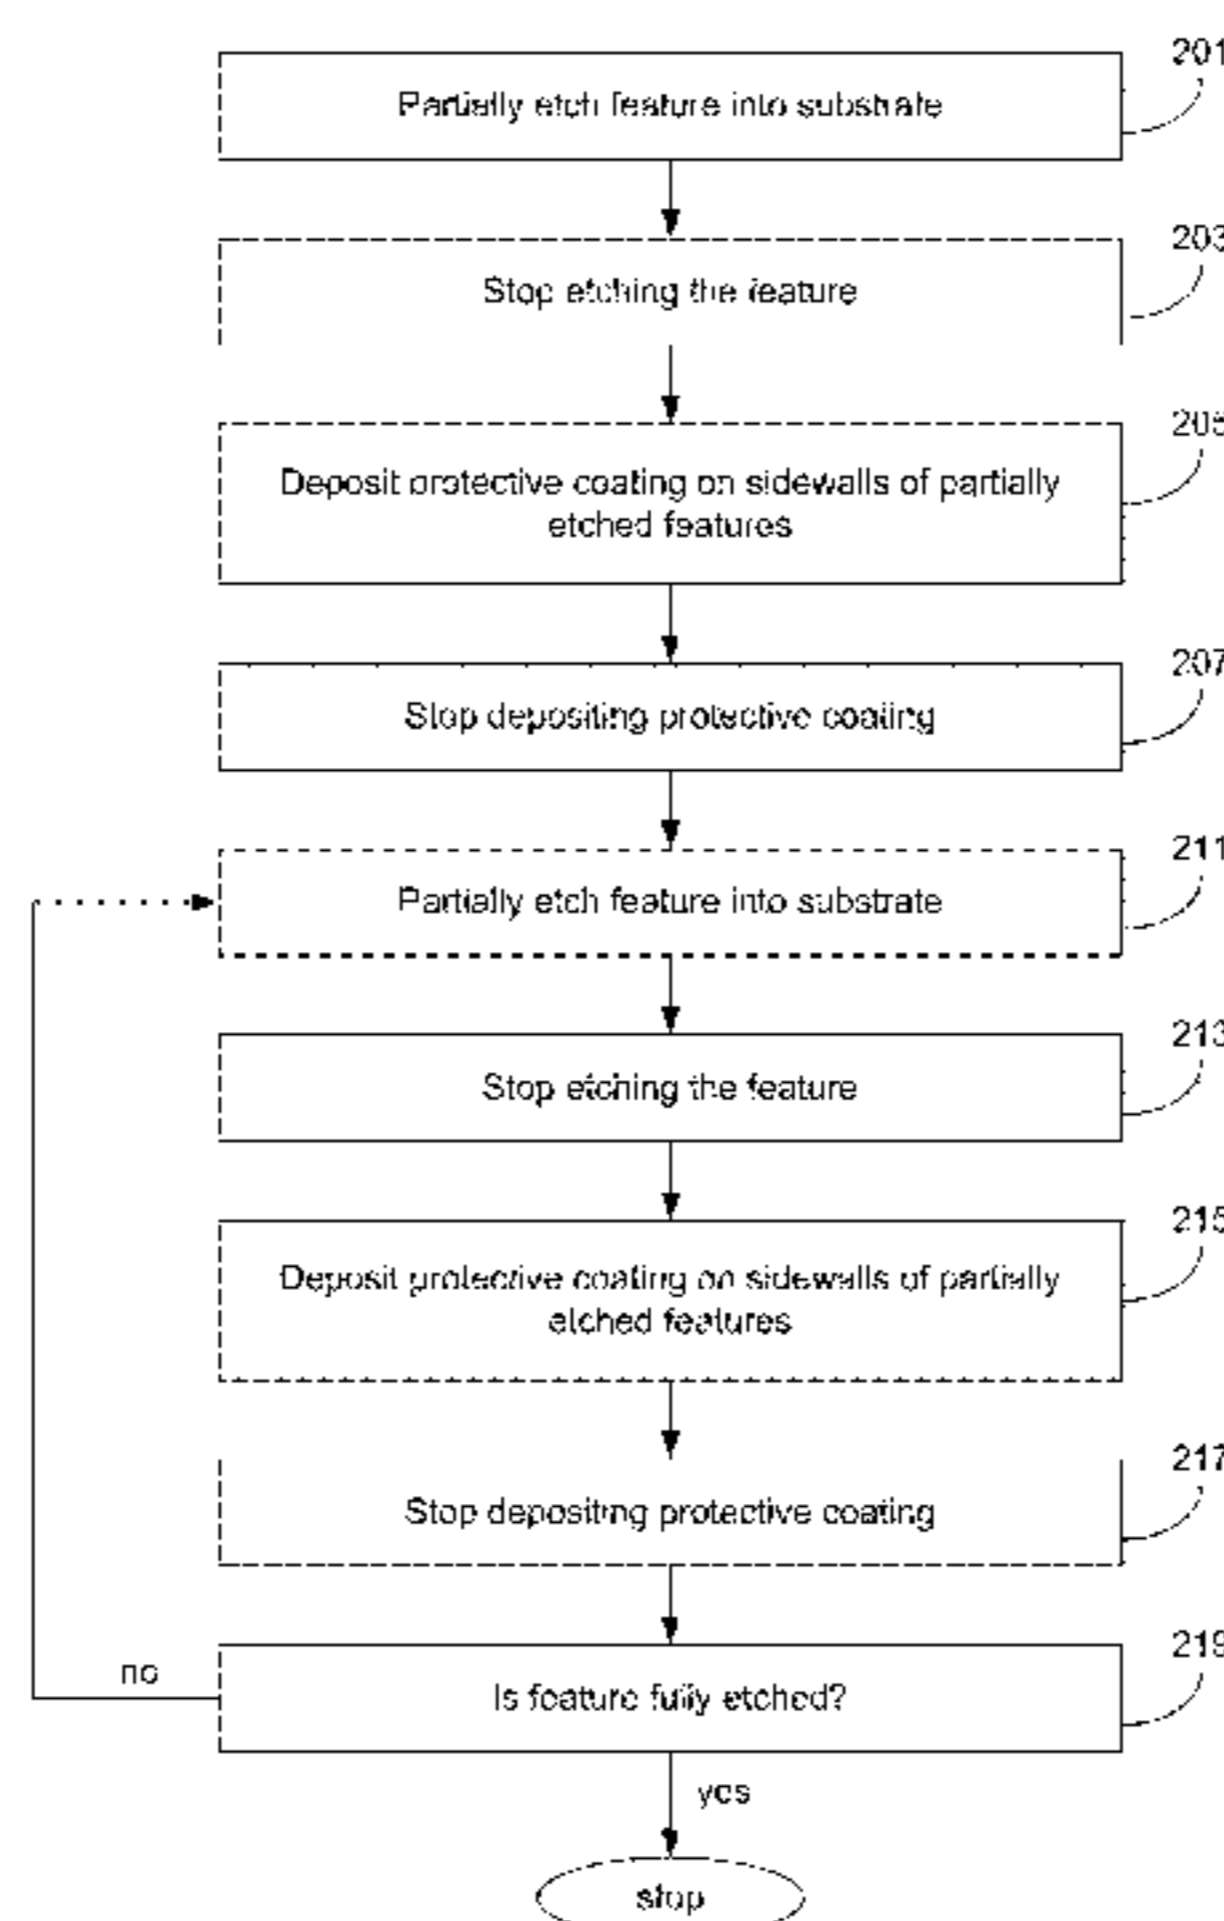 201
Partially etch feature into substrate
203
Stop etching the feature
205
Deposit protective coating on sidewalls of partially
etched features
207
Stop depositing protective coating
211
Partially etch feature into substrate
213
Stop etching the feature
215
Deposit protective coating on sidewalls of partially
etched features
217
Stop depositing protective coating
219
no
Is feature fully etched?
yes
stop